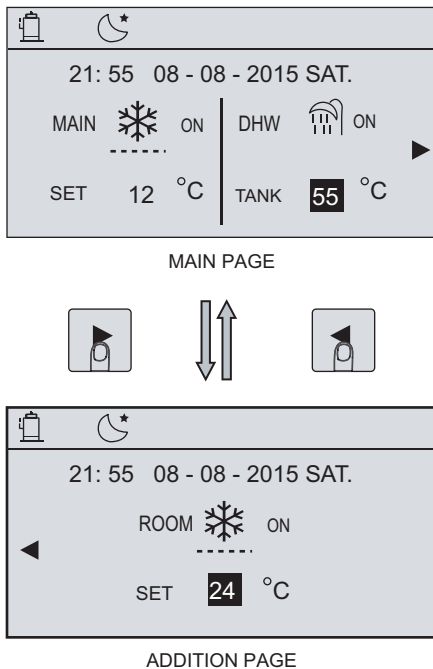 21: 55 08 - 08 - 2015 SAT.
MAIN ON DHW ON
SET 12 °C TANK 55 °C
MAIN PAGE
21: 55 08 - 08 - 2015 SAT.
ROOM ON
SET 24 °C
ADDITION PAGE